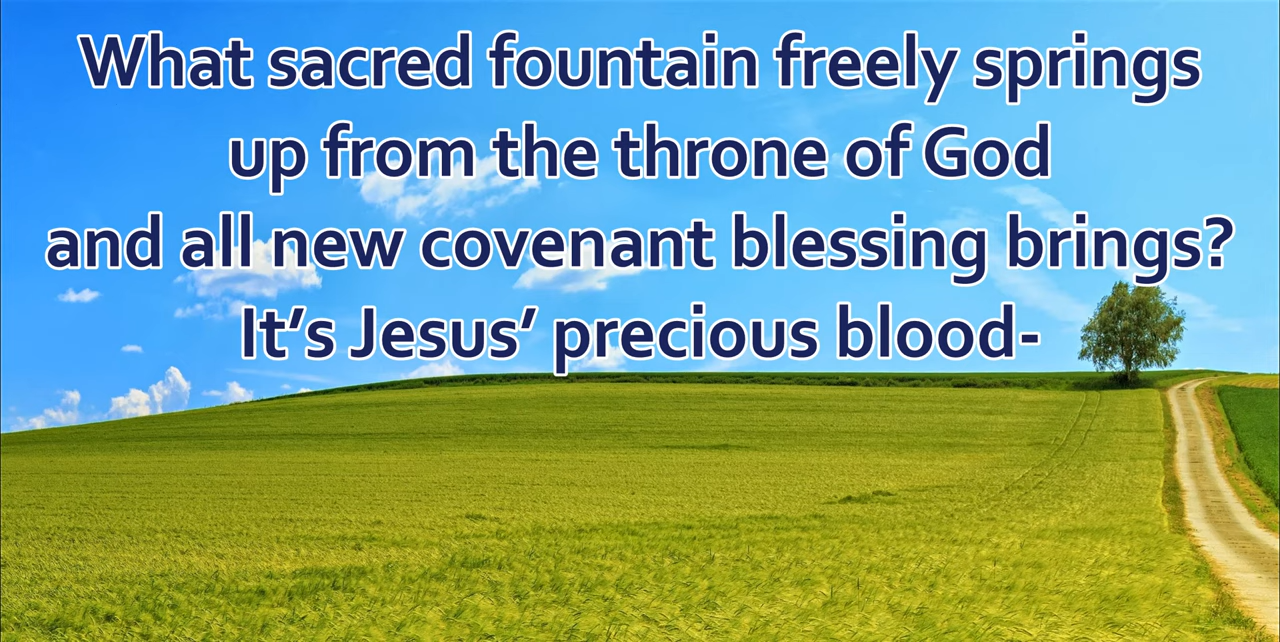 What sacred fountain freely springs
up from the throne of God
and all new covenant blessing brings?
It’s Jesus’ precious blood-